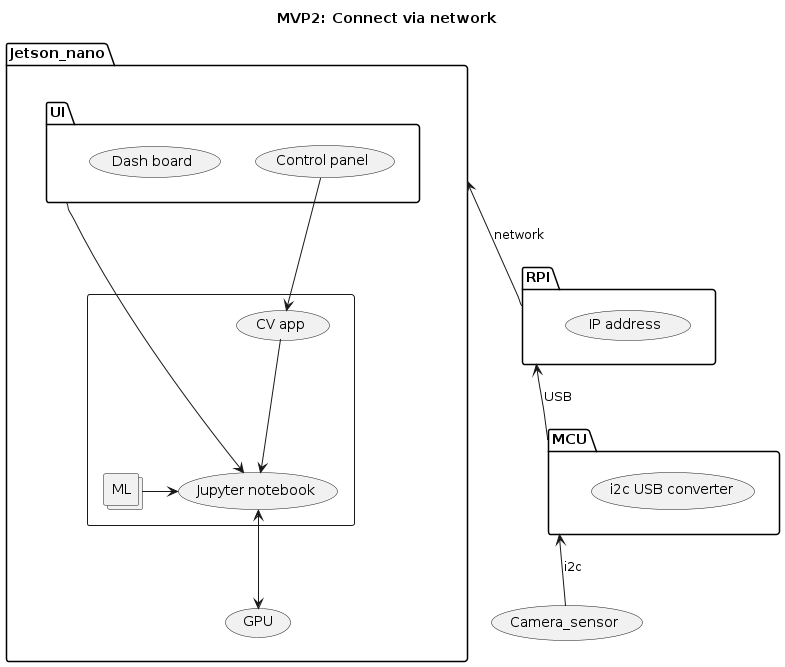 MVP2: Connect via network
Jetson_nano
UI
Dash board
Control panel
network
RPI
IP address
CV app
USB
MCU
ML
Jupyter notebook
i2c USB converter
i2c
GPU
Camera_sensor